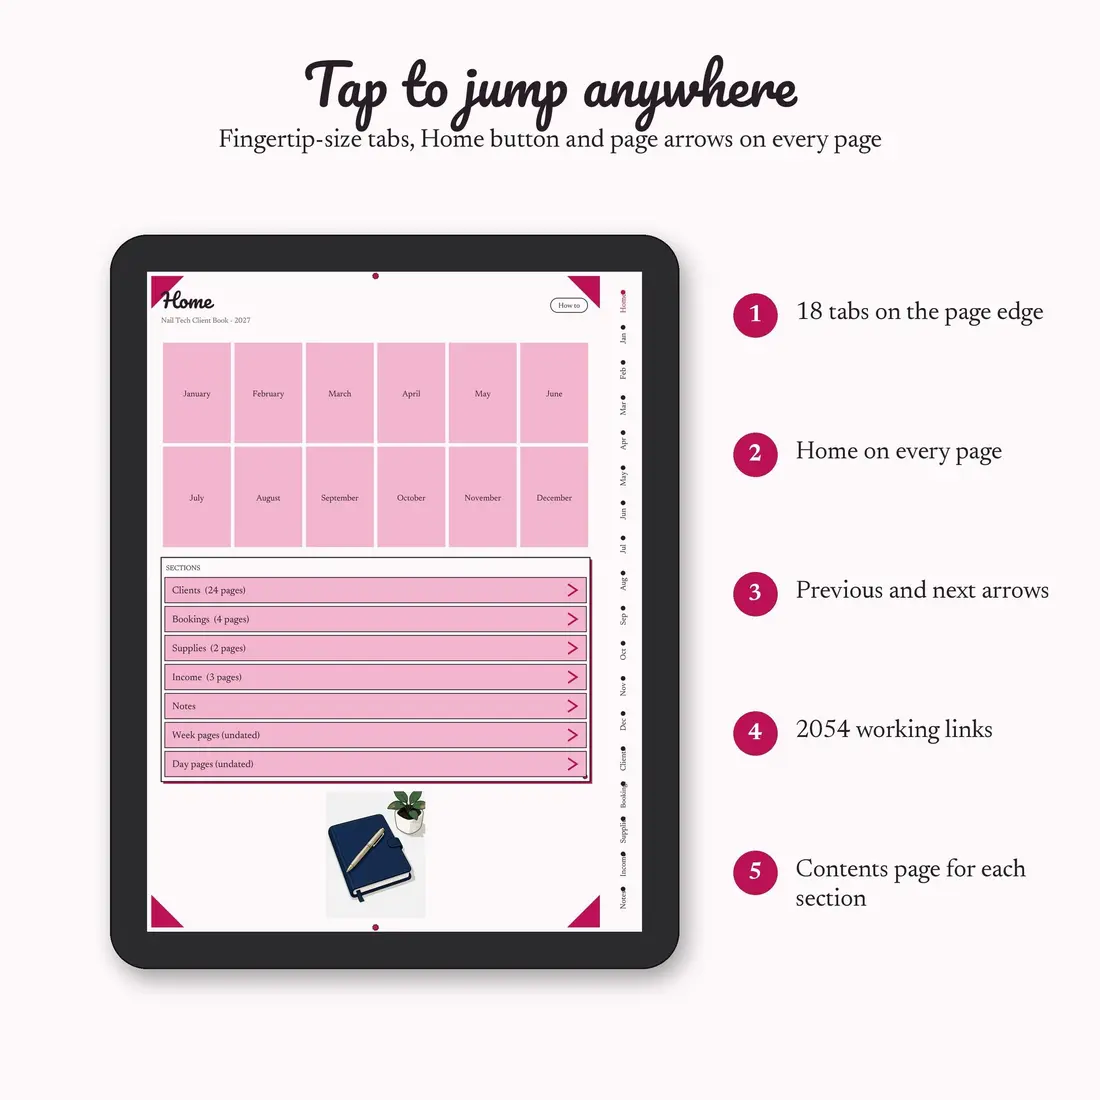 Tap to jump anywhere
Fingertip-size tabs, Home button and page arrows on every page
Home
How to
Nail Tech Client Book - 2027
January
February
March
April
May
June
July
August
September
October
November
December
SECTIONS
Clients (24 pages)
Bookings (4 pages)
Supplies (2 pages)
Income (3 pages)
Notes
Week pages (undated)
Day pages (undated)
Home
Jan
Feb
Mar
Apr
May
Jun
Jul
Aug
Sep
Oct
Nov
Dec
Client
Booking
Supplie
Incom
Notes
1
18 tabs on the page edge
2
Home on every page
3
Previous and next arrows
4
2054 working links
5
Contents page for each
section